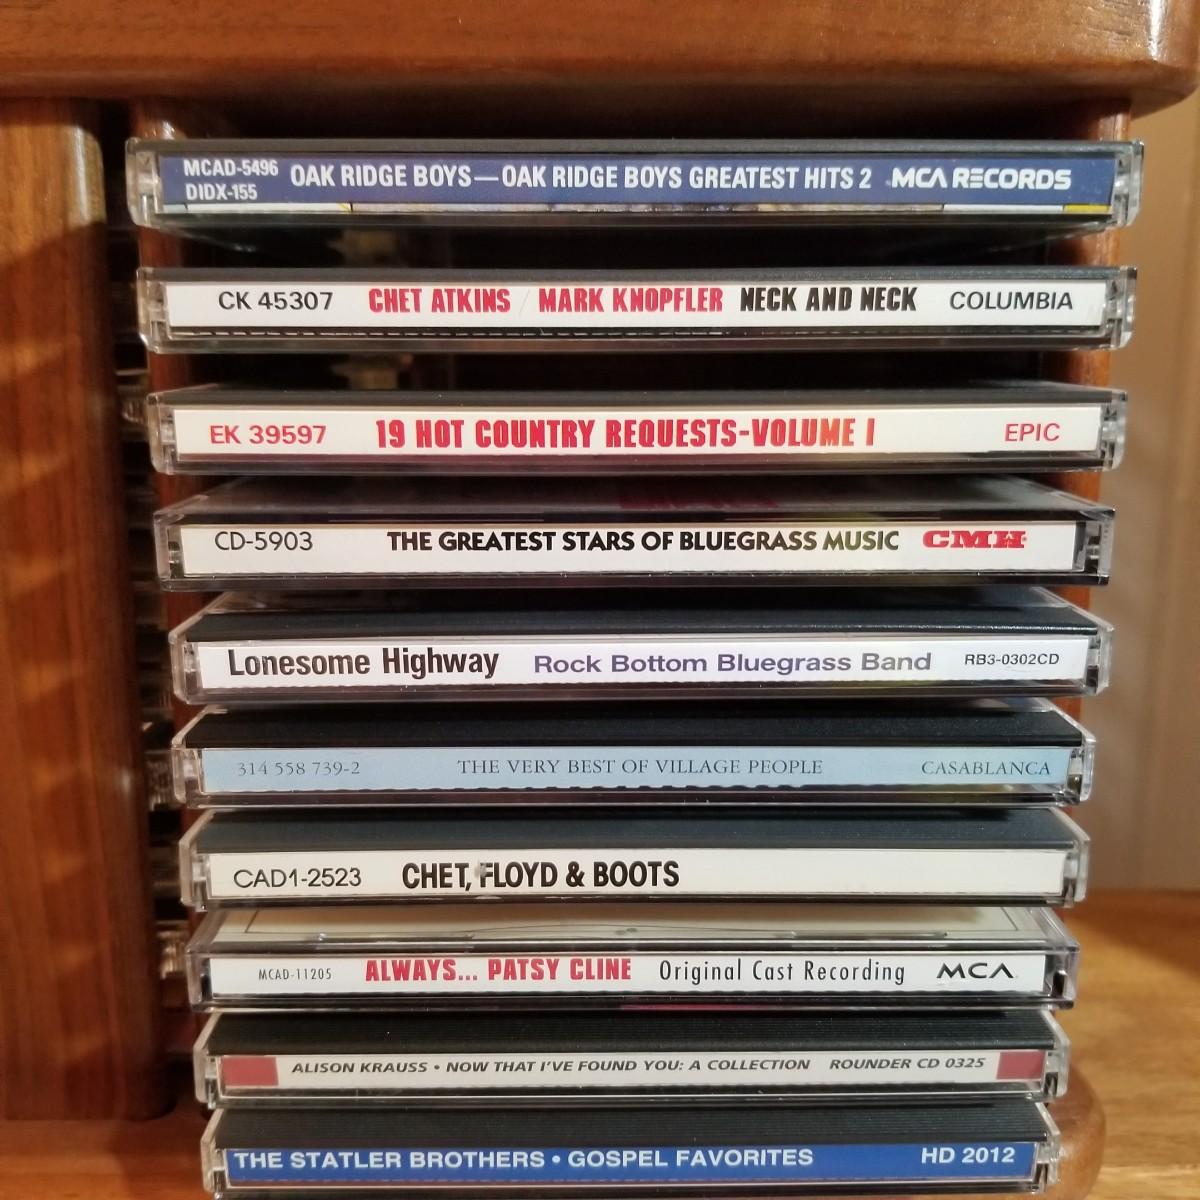 MCAD-5496 OAK RIDGE BOYS—OAK RIDGE BOYS GREATEST HITS 2 MCA RECORDS
DIDX-155
CK 45307 CHET ATKINS / MARK KNOPFLER NECK AND NECK COLUMBIA
EK 39597 19 HOT COUNTRY REQUESTS-VOLUME I EPIC
CD-5903 THE GREATEST STARS OF BLUEGRASS MUSIC CMH
Lonesome Highway Rock Bottom Bluegrass Band RB3-0302CD
314 558 739-2 THE VERY BEST OF VILLAGE PEOPLE CASABLANCA
CAD1-2523 CHET, FLOYD & BOOTS
MCAD-11205 ALWAYS... PATSY CLINE Original Cast Recording MCA
ALISON KRAUSS • NOW THAT I'VE FOUND YOU: A COLLECTION ROUNDER CD 0325
THE STATLER BROTHERS • GOSPEL FAVORITES HD 2012